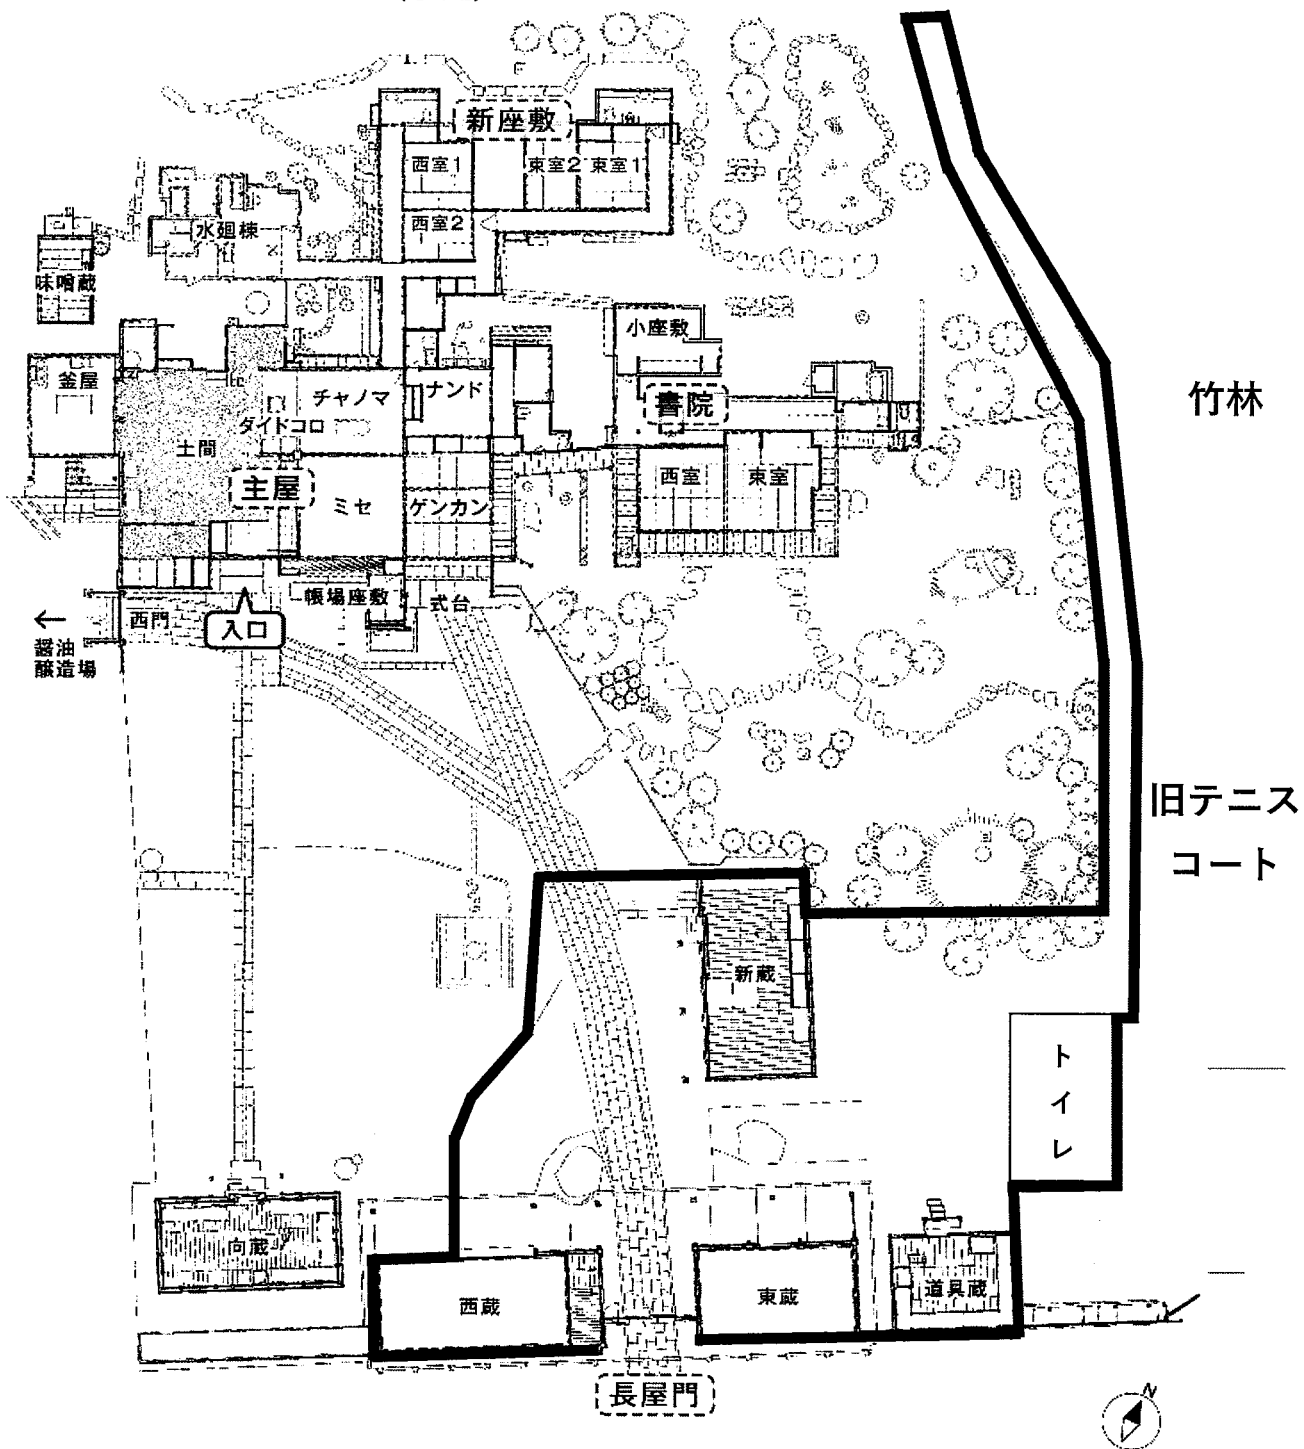 新座敷
西室1
東室2
東室1
西室2
水廻棟
味噌蔵
小座敷
釜屋
チャノマ
ナンド
竹林
書院
ダイドコロ
土間
西室
東室
主屋
ミセ
ゲンカン
帳場座敷
式台
西門
入口
←
醤油
醸造場
旧テニス
コート
新蔵
トイレ
向蔵
西蔵
東蔵
道具蔵
長屋門
N